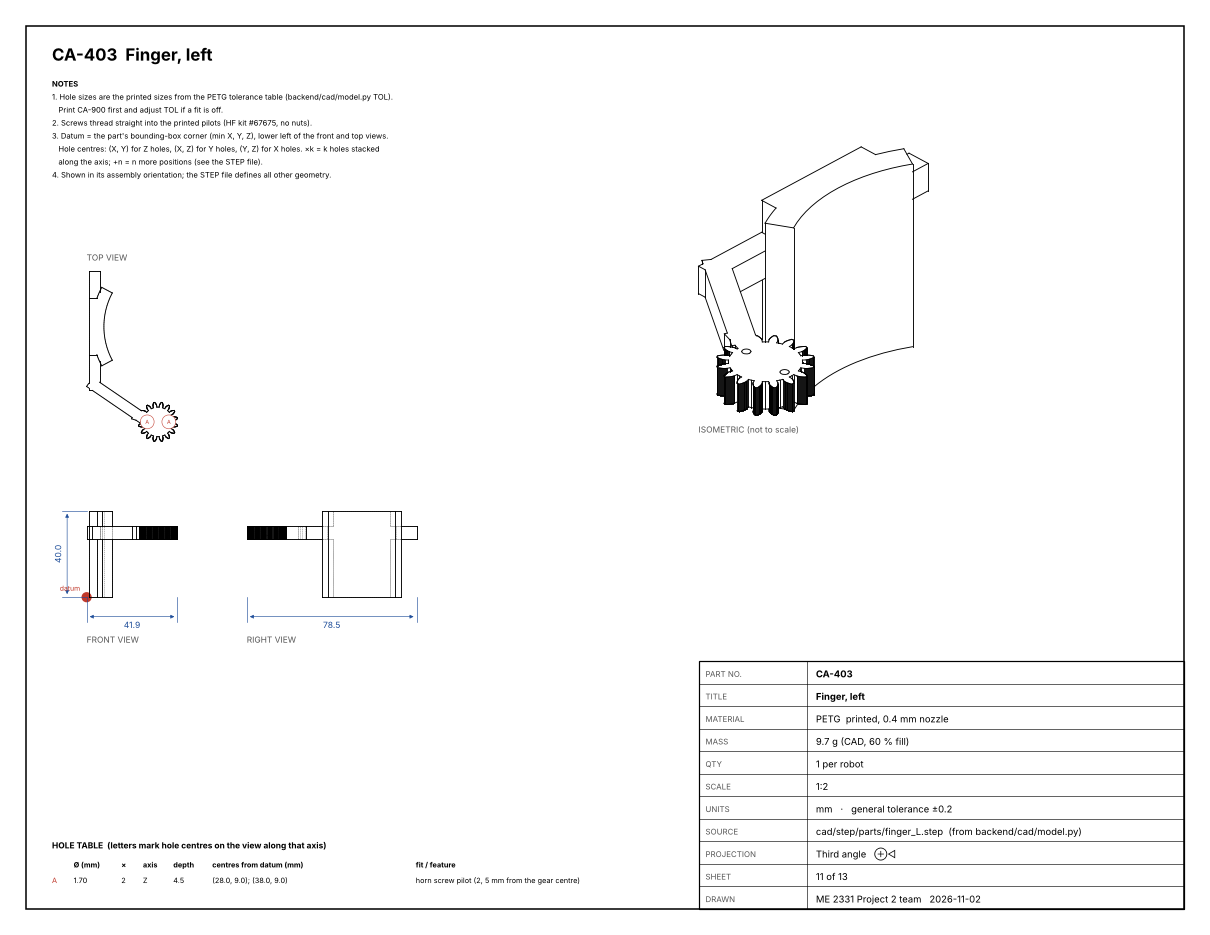 CA-403 Finger, left
NOTES
1. Hole sizes are the printed sizes from the PETG tolerance table (backend/cad/model.py TOL).
Print CA-900 first and adjust TOL if a fit is off.
2. Screws thread straight into the printed pilots (HF kit #67675, no nuts).
3. Datum = the part's bounding-box corner (min X, Y, Z), lower left of the front and top views.
Hole centres: (X, Y) for Z holes, (X, Z) for Y holes, (Y, Z) for X holes. ×k = k holes stacked
along the axis; +n = n more positions (see the STEP file).
4. Shown in its assembly orientation; the STEP file defines all other geometry.
TOP VIEW
A A
ISOMETRIC (not to scale)
40.0
datum
41.9
78.5
FRONT VIEW
RIGHT VIEW
PART NO. CA-403
TITLE Finger, left
MATERIAL PETG printed, 0.4 mm nozzle
MASS 9.7 g (CAD, 60 % fill)
QTY 1 per robot
SCALE 1:2
UNITS mm · general tolerance ±0.2
SOURCE cad/step/parts/finger_L.step (from backend/cad/model.py)
PROJECTION Third angle
SHEET 11 of 13
DRAWN ME 2331 Project 2 team 2026-11-02
HOLE TABLE (letters mark hole centres on the view along that axis)
Ø (mm) × axis depth centres from datum (mm) fit / feature
A 1.70 2 Z 4.5 (28.0, 9.0); (38.0, 9.0) horn screw pilot (2, 5 mm from the gear centre)